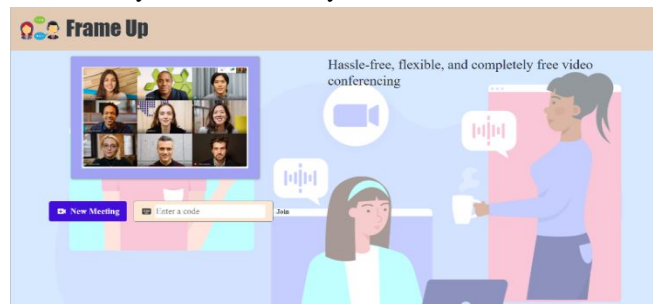 Frame Up
Hassle-free, flexible, and completely free video
conferencing
New Meeting
Enter a code
Join